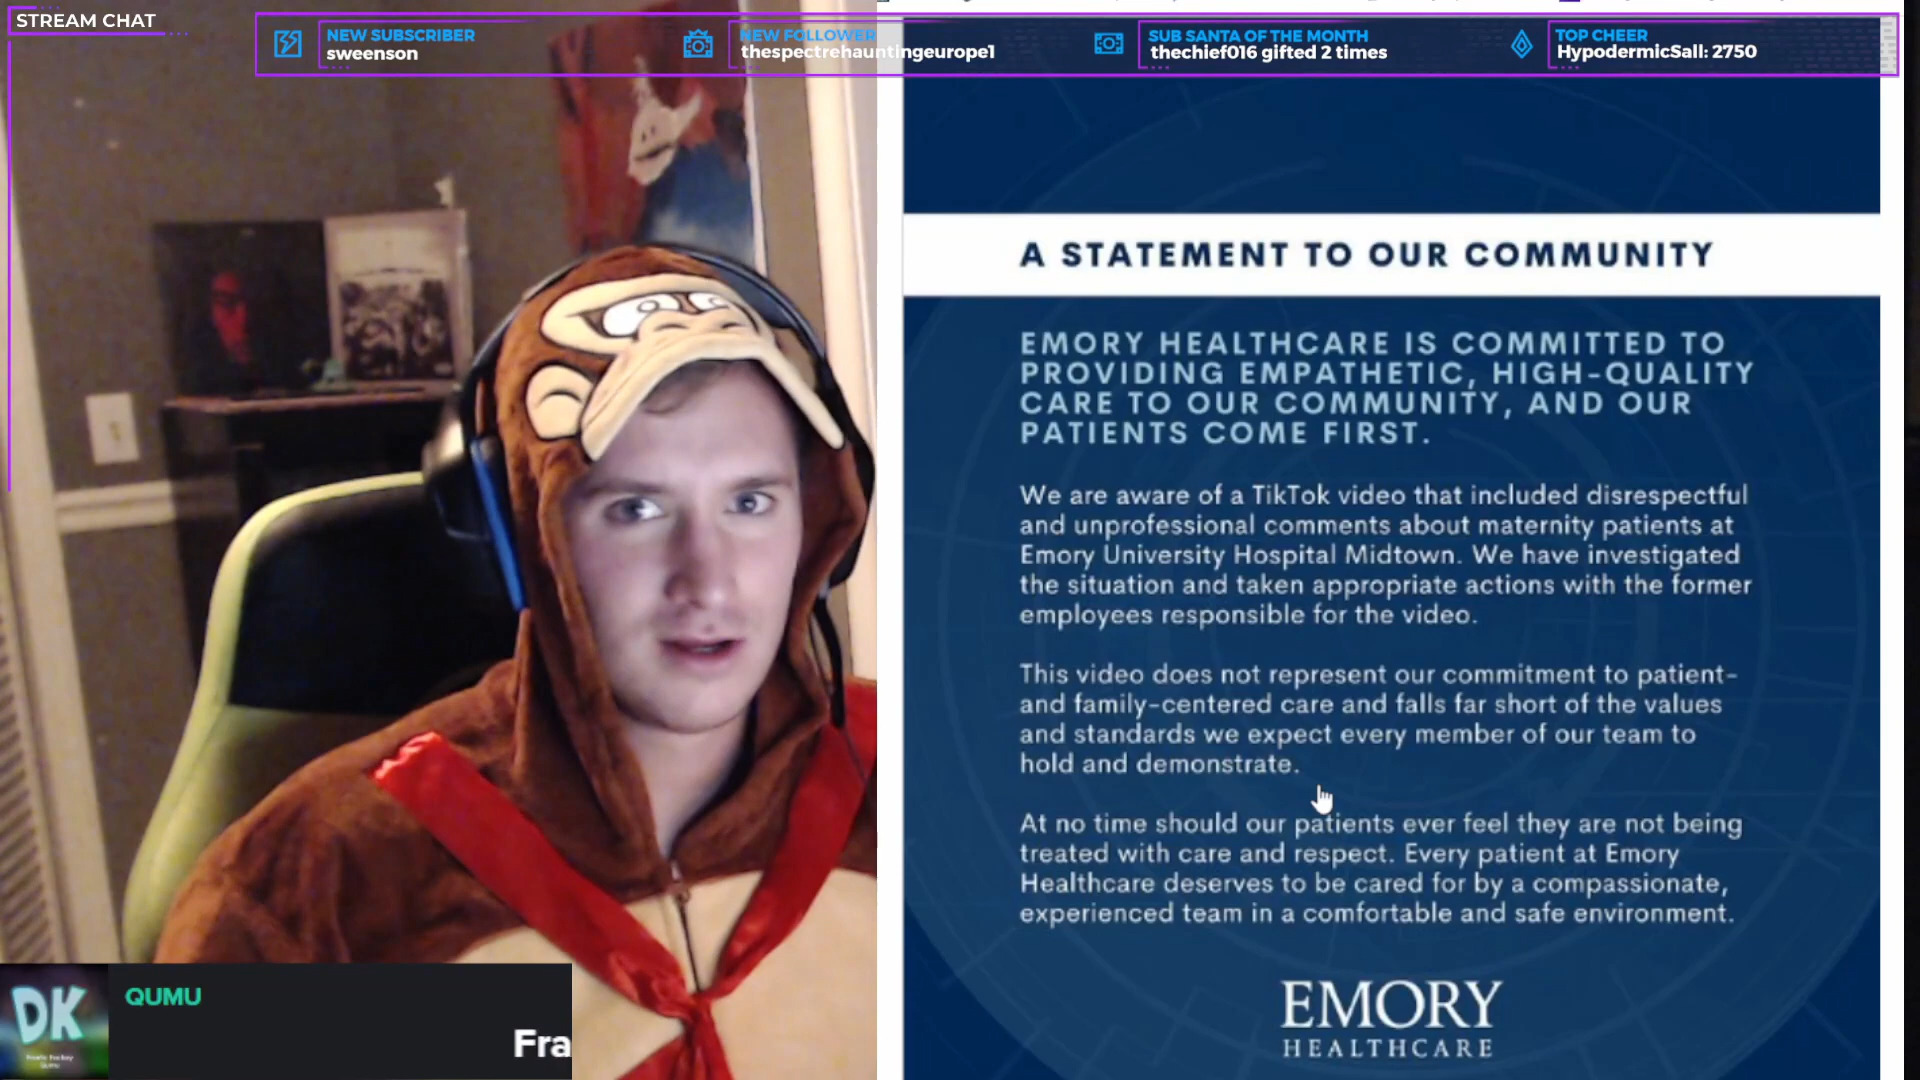 STREAM CHAT
NEW SUBSCRIBER
sweenson
NEW FOLLOWER
thespectrehauntingeurope1
SUB SANTA OF THE MONTH
thechief016 gifted 2 times
TOP CHEER
HypodermicSall: 2750
A STATEMENT TO OUR COMMUNITY
EMORY HEALTHCARE IS COMMITTED TO
PROVIDING EMPATHETIC, HIGH-QUALITY
CARE TO OUR COMMUNITY, AND OUR
PATIENTS COME FIRST.
We are aware of a TikTok video that included disrespectful
and unprofessional comments about maternity patients at
Emory University Hospital Midtown. We have investigated
the situation and taken appropriate actions with the former
employees responsible for the video.
This video does not represent our commitment to patient-
and family-centered care and falls far short of the values
and standards we expect every member of our team to
hold and demonstrate.
At no time should our patients ever feel they are not being
treated with care and respect. Every patient at Emory
Healthcare deserves to be cared for by a compassionate,
experienced team in a comfortable and safe environment.
EMORY
HEALTHCARE
DK
QUMU
Fra